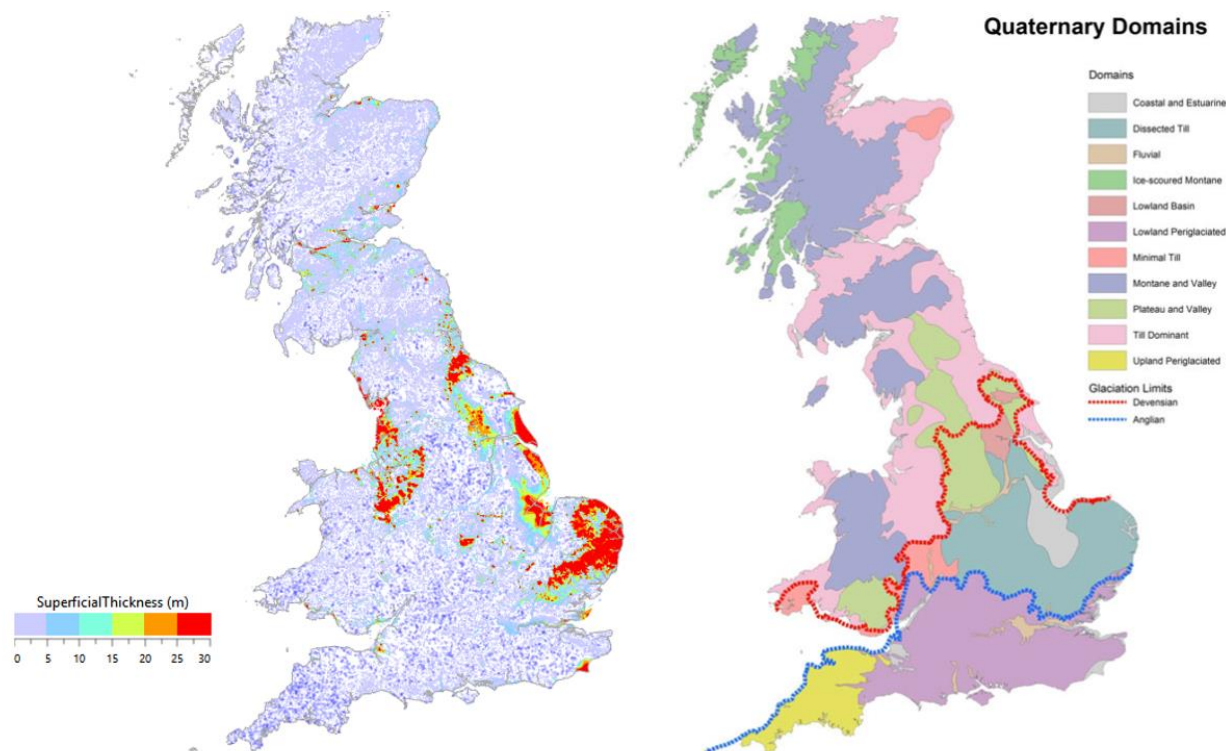 SuperficialThickness (m)
0 5 10 15 20 25 30
Quaternary Domains
Domains
Coastal and Estuarine
Dissected Till
Fluvial
Ice-scoured Montane
Lowland Basin
Lowland Periglaciated
Minimal Till
Montane and Valley
Plateau and Valley
Till Dominant
Upland Periglaciated
Glaciation Limits
Devensian
Anglian